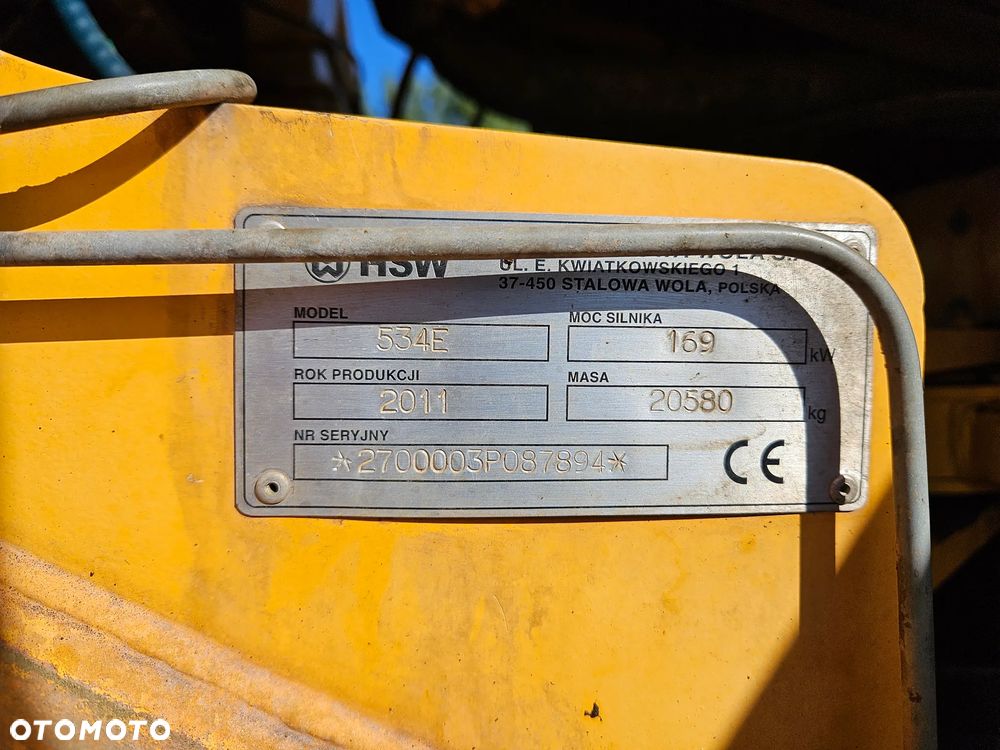 HSW
UL. E. KWIATKOWSKIEGO 1
37-450 STALOWA WOLA, POLSKA
MODEL 534E
MOC SILNIKA 169 kW
ROK PRODUKCJI 2011
MASA 20580 kg
NR SERYJNY *2700003P087894*
CE
OTOMOTO